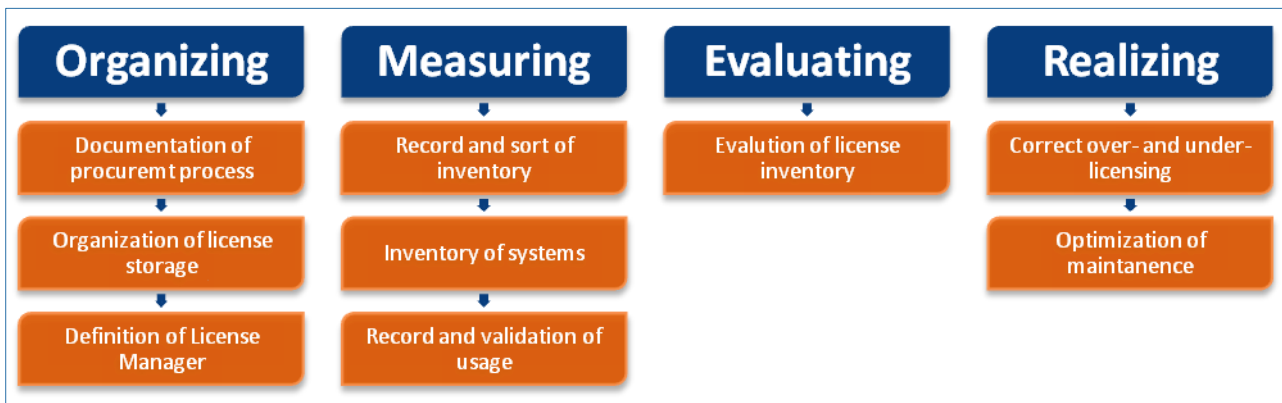 Organizing
Documentation of
procuremt process
Organization of license
storage
Definition of License
Manager
Measuring
Record and sort of
inventory
Inventory of systems
Record and validation of
usage
Evaluating
Evalution of license
inventory
Realizing
Correct over- and under-
licensing
Optimization of
maintanence